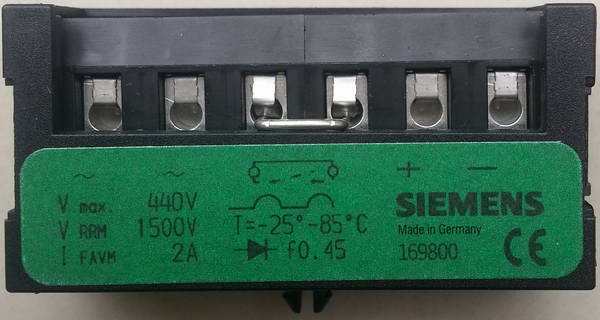 ~ ~ + −
V max. 440V
V RRM 1500V
I FAVM 2A
T=-25°-85°C
f0.45
SIEMENS
Made in Germany
169800
CE